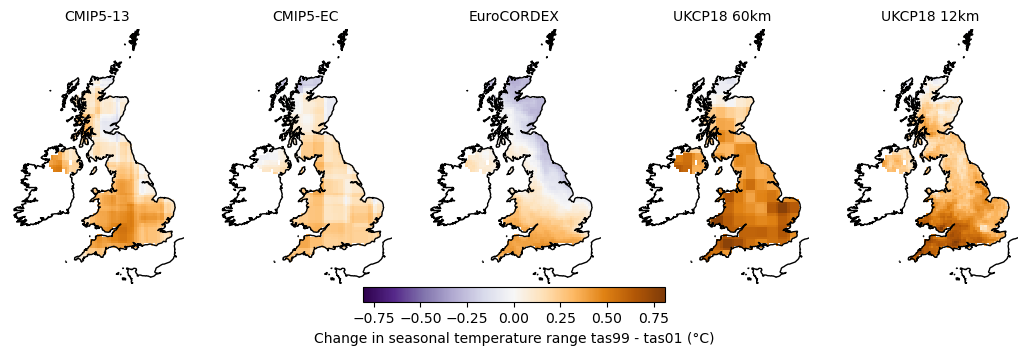 CMIP5-13 CMIP5-EC EuroCORDEX UKCP18 60km UKCP18 12km
−0.75 −0.50 −0.25 0.00 0.25 0.50 0.75
Change in seasonal temperature range tas99 - tas01 (°C)